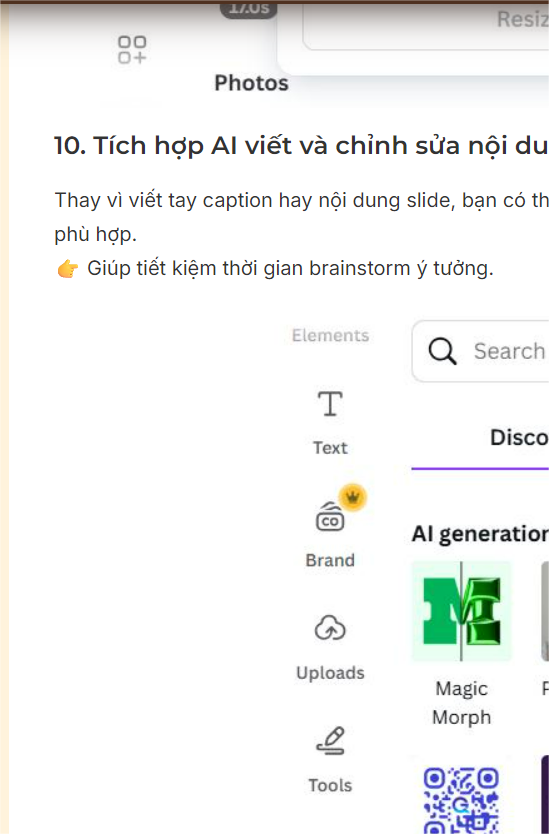 17.0s
Resiz
Photos
10. Tích hợp AI viết và chỉnh sửa nội du
Thay vì viết tay caption hay nội dung slide, bạn có th
phù hợp.
👉 Giúp tiết kiệm thời gian brainstorm ý tưởng.
Elements
Search
Text
Disco
CO
Brand
AI generation
Uploads
Magic
Morph
P
Tools